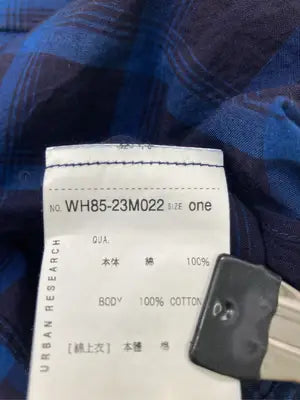 NO. WH85-23M022 SIZE one
URBAN RESEARCH
QUA.
本体 綿 100%
BODY 100% COTTON